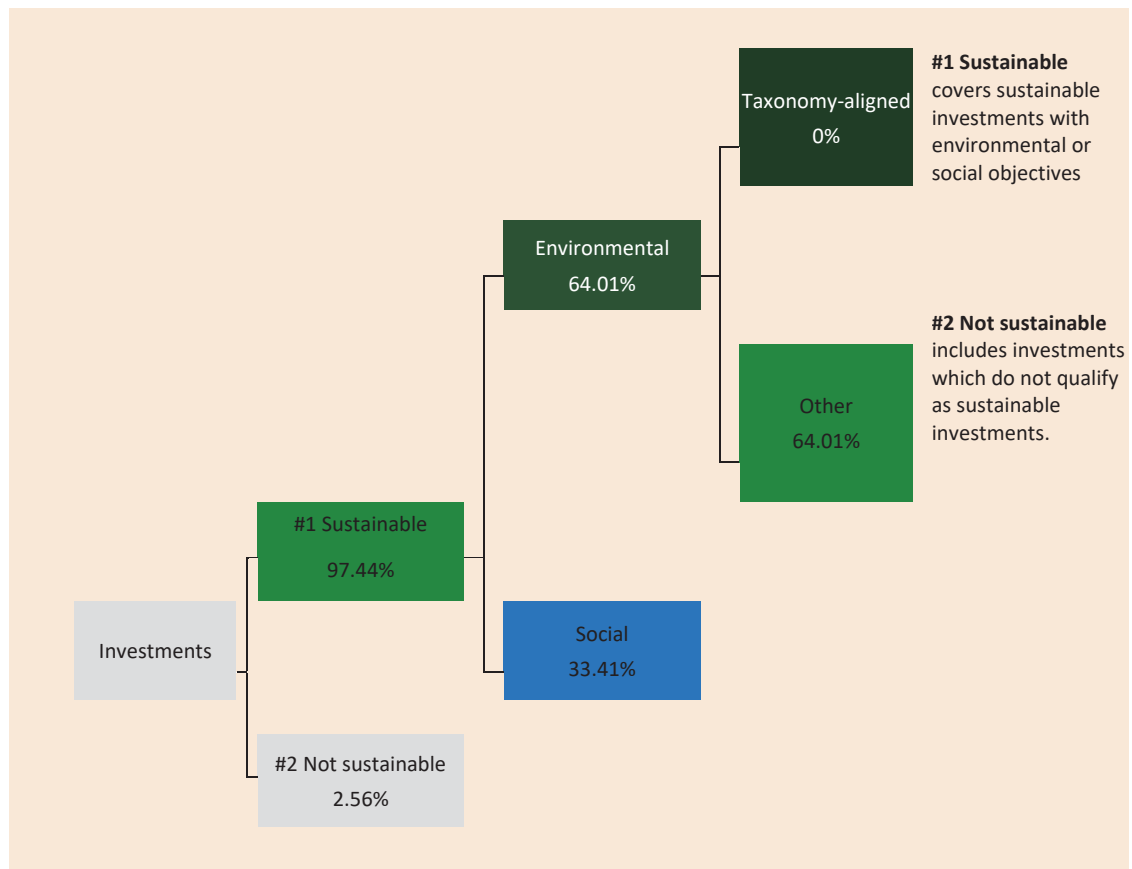 Taxonomy-aligned
0%
#1 Sustainable
covers sustainable
investments with
environmental or
social objectives
Environmental
64.01%
#2 Not sustainable
includes investments
which do not qualify
as sustainable
investments.
Other
64.01%
#1 Sustainable
97.44%
Investments
Social
33.41%
#2 Not sustainable
2.56%